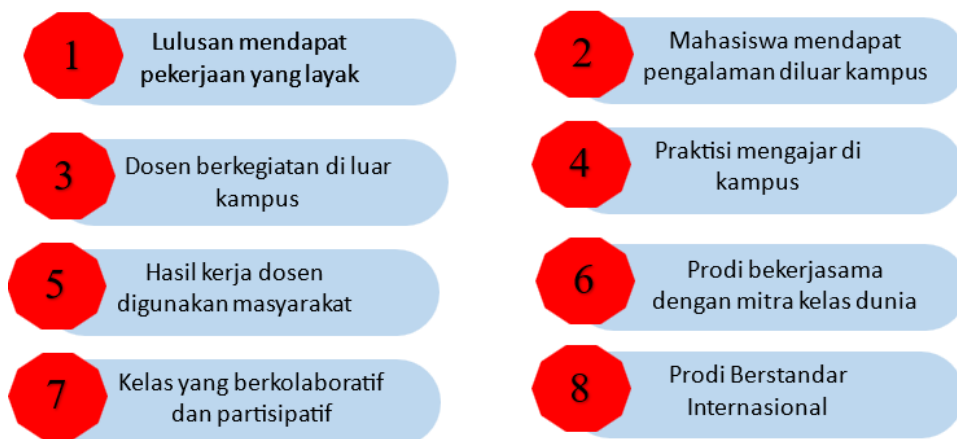 1
Lulusan mendapat
pekerjaan yang layak
2
Mahasiswa mendapat
pengalaman diluar kampus
3
Dosen berkegiatan di luar
kampus
4
Praktisi mengajar di
kampus
5
Hasil kerja dosen
digunakan masyarakat
6
Prodi bekerjasama
dengan mitra kelas dunia
7
Kelas yang berkolaboratif
dan partisipatif
8
Prodi Berstandar
Internasional